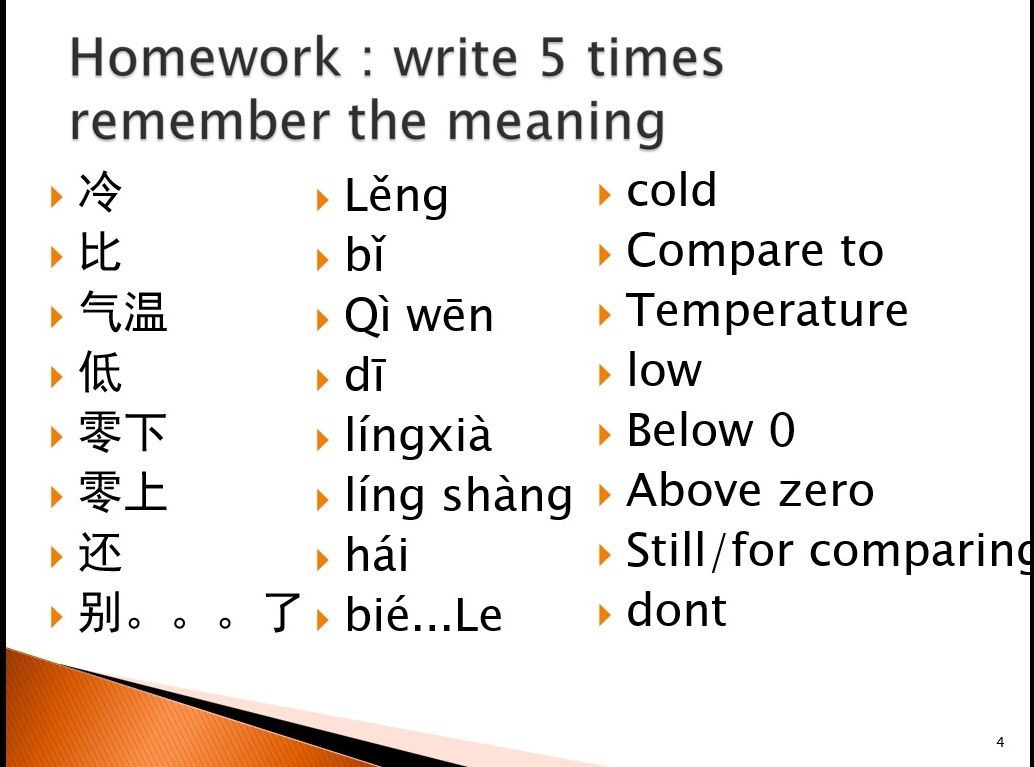 Homework : write 5 times
remember the meaning
冷 Lěng cold
比 bǐ Compare to
气温 Qì wēn Temperature
低 dī low
零下 língxià Below 0
零上 líng shàng Above zero
还 hái Still/for comparing
别。。。了 bié...Le dont
4